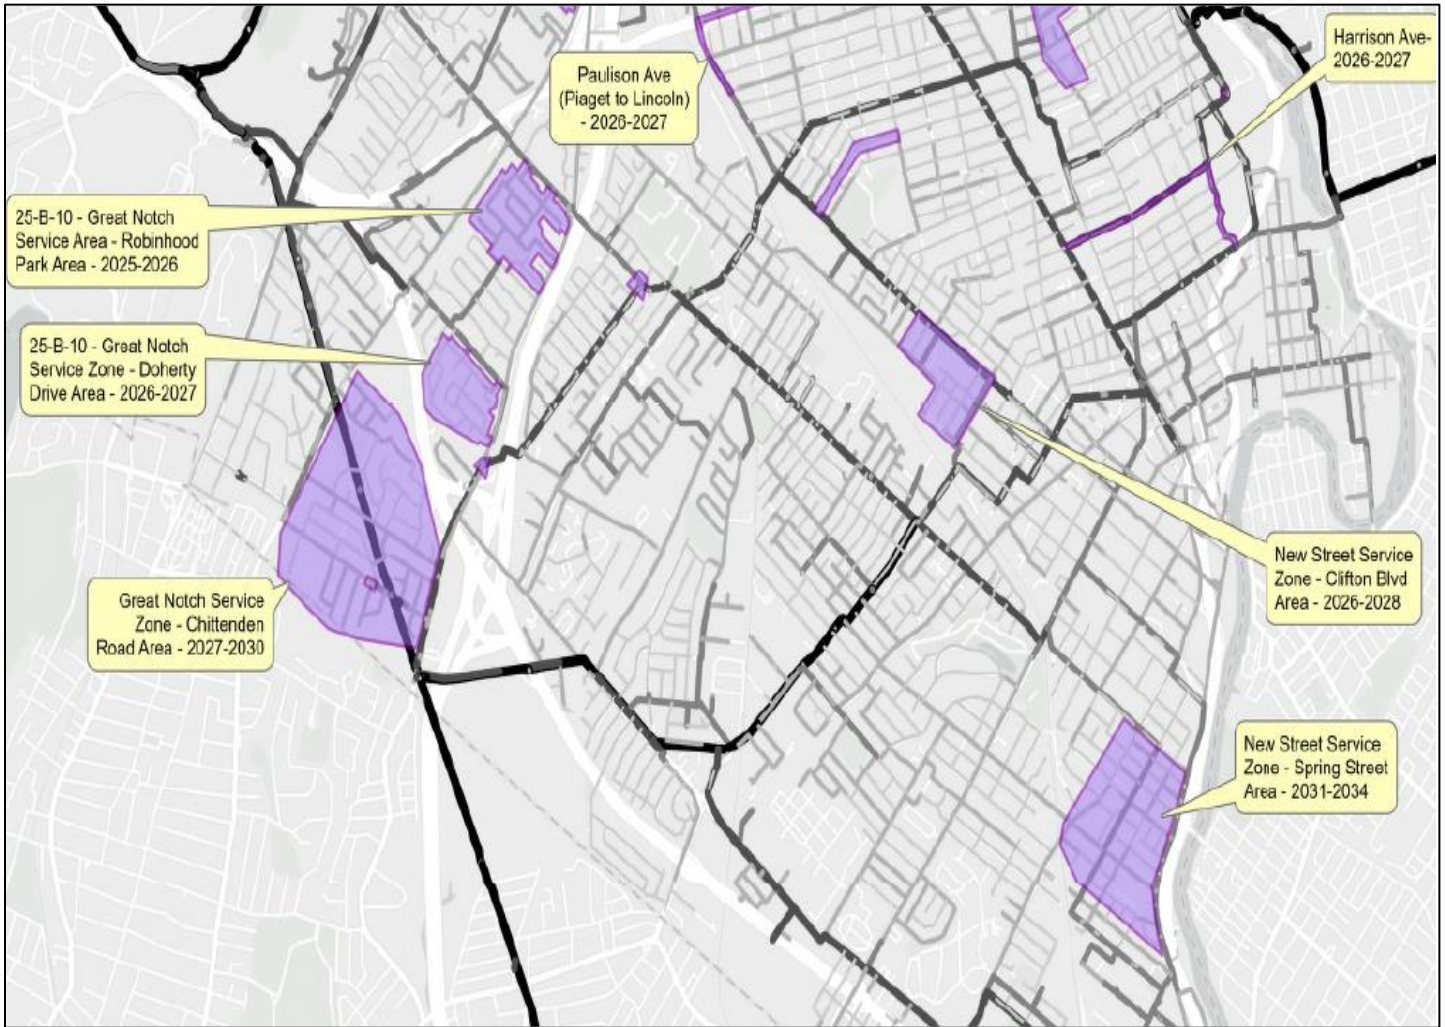 Harrison Ave-
2026-2027
Paulison Ave
(Piaget to Lincoln)
- 2026-2027
25-B-10 - Great Notch
Service Area - Robinhood
Park Area - 2025-2026
25-B-10 - Great Notch
Service Zone - Doherty
Drive Area - 2026-2027
Great Notch Service
Zone - Chittenden
Road Area - 2027-2030
New Street Service
Zone - Clifton Blvd
Area - 2026-2028
New Street Service
Zone - Spring Street
Area - 2031-2034